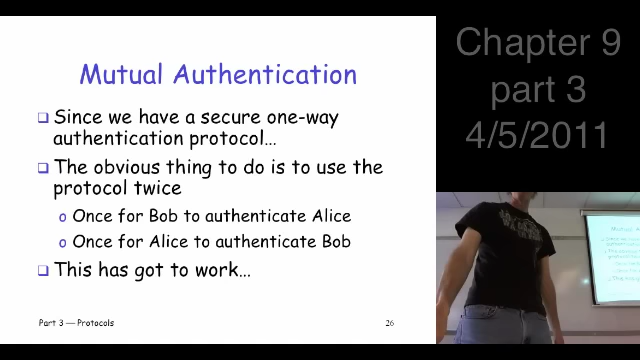 Mutual Authentication
Since we have a secure one-way
authentication protocol…
The obvious thing to do is to use the
protocol twice
o Once for Bob to authenticate Alice
o Once for Alice to authenticate Bob
This has got to work…
Part 3 — Protocols
26
Chapter 9
part 3
4/5/2011